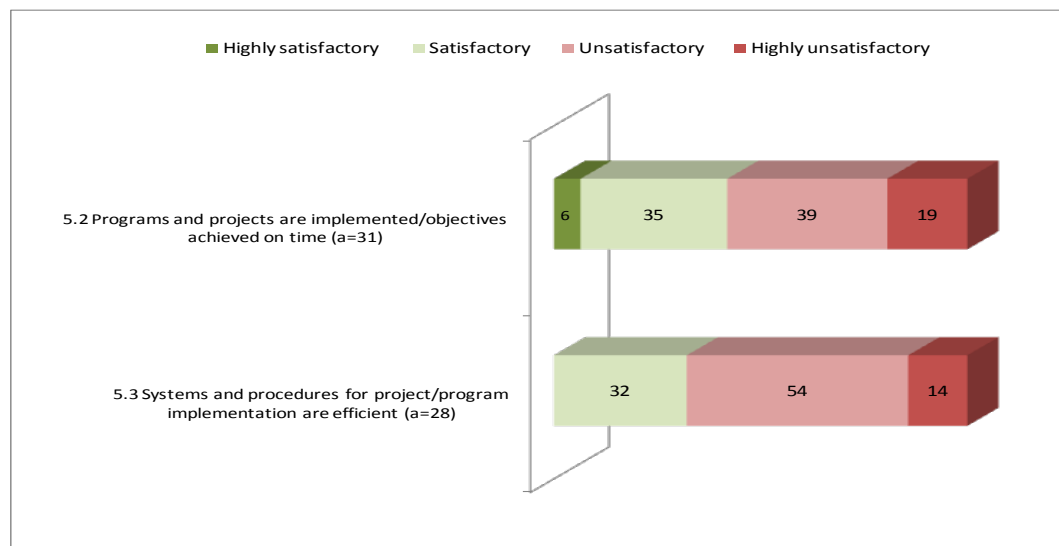 Highly satisfactory Satisfactory Unsatisfactory Highly unsatisfactory
5.2 Programs and projects are implemented/objectives
achieved on time (a=31)
6 35 39 19
5.3 Systems and procedures for project/program
implementation are efficient (a=28)
32 54 14